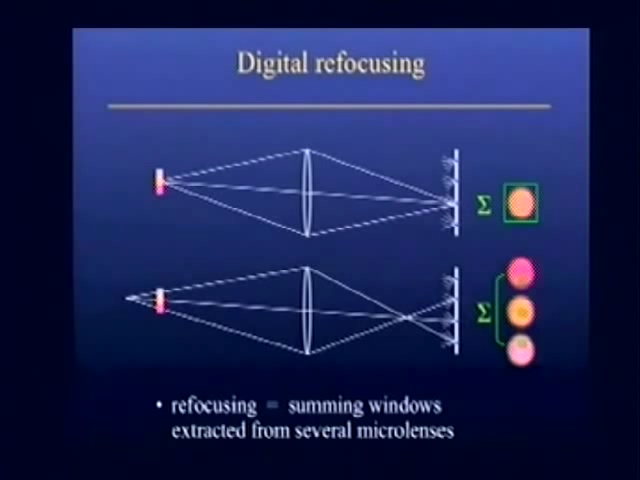 Digital refocusing
Σ
Σ
• refocusing = summing windows
extracted from several microlenses